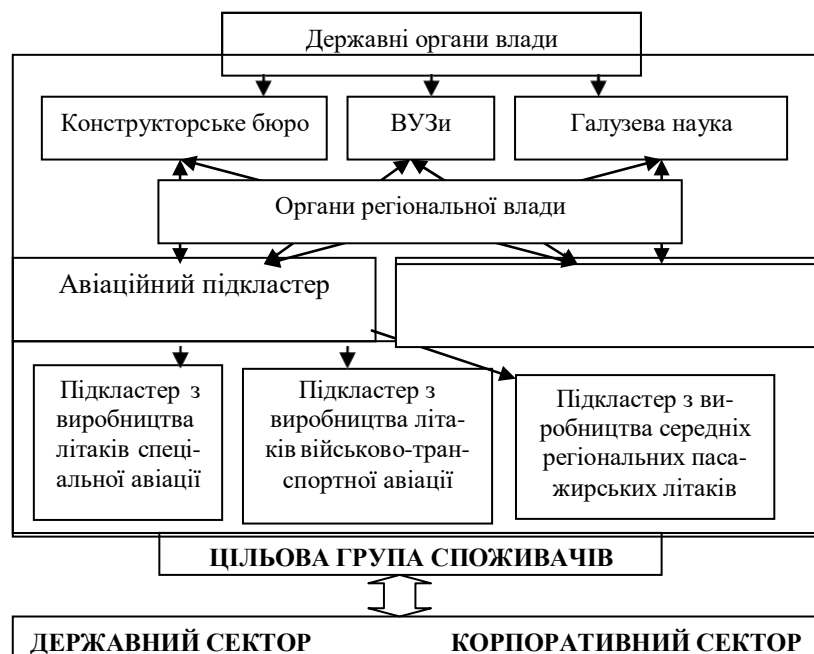 Державні органи влади
Конструкторське бюро
ВУЗи
Галузева наука
Органи регіональної влади
Авіаційний підкластер
Підкластер з
виробництва
літаків спеці-
альної авіації
Підкластер з
виробництва літа-
ків військово-тран-
спортної авіації
Підкластер з ви-
робництва середніх
регіональних паса-
жирських літаків
ЦІЛЬОВА ГРУПА СПОЖИВАЧІВ
ДЕРЖАВНИЙ СЕКТОР КОРПОРАТИВНИЙ СЕКТОР